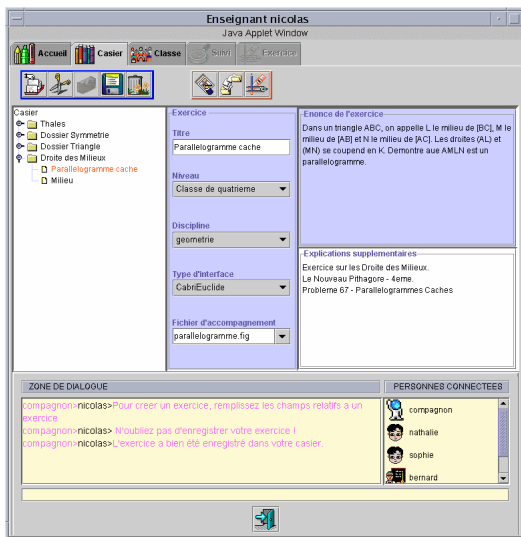 Enseignant nicolas
Java Applet Window
Accueil
Casier
Classe
Suivi
Exercice
Casier
Thales
Dossier Symmetrie
Dossier Triangle
Droite des Milieux
Parallelogramme cache
Milieu
Exercice
Titre
Parallelogramme cache
Niveau
Classe de quatrieme
Discipline
geometrie
Type d'interface
CabriEuclide
Fichier d'accompagnement
parallelogramme.fig
Enonce de l'exercice
Dans un triangle ABC, on appelle L le milieu de [BC], M le
milieu de [AB] et N le milieu de [AC]. Les droites (AL) et
(MN) se coupend en K. Demontre aue AMLN est un
parallelogramme.
Explications supplementaires
Exercice sur les Droite des Milieux.
Le Nouveau Pithagore - 4eme.
Probleme 67 - Parallelogrammes Caches
ZONE DE DIALOGUE
compagnon>nicolas>Pour creer un exercice, remplissez les champs relatifs a un
exercice
compagnon>nicolas> N'oubliez pas d'enregistrer votre exercice !
compagnon>nicolas>L'exercice a bien été enregistré dans votre casier.
PERSONNES CONNECTEES
compagnon
nathalie
sophie
bernard